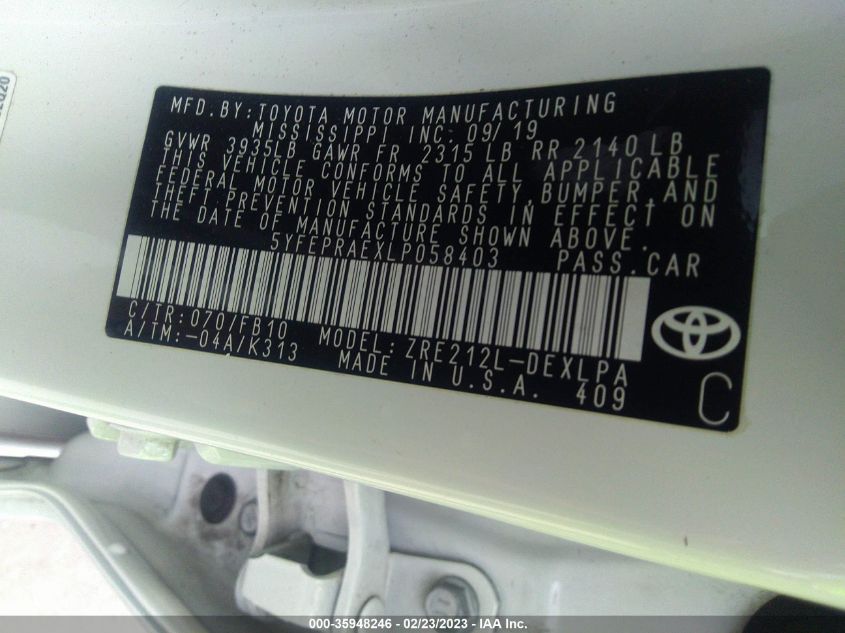 MFD.BY:TOYOTA MOTOR MANUFACTURING
MISSISSIPPI INC. 09/19
GVWR 3935LB GAWR FR 2315 LB RR 2140 LB
THIS VEHICLE CONFORMS TO ALL APPLICABLE
FEDERAL MOTOR VEHICLE SAFETY, BUMPER, AND
THEFT PREVENTION STANDARDS IN EFFECT ON
THE DATE OF MANUFACTURE SHOWN ABOVE.
5YFEPRAEXLP058403 PASS.CAR
C/TR:070/FB10 MODEL:ZRE212L-DEXLPA
A/TM:-04A/K313 MADE IN U.S.A. 409
C
000-35948246 - 02/23/2023 - IAA Inc.